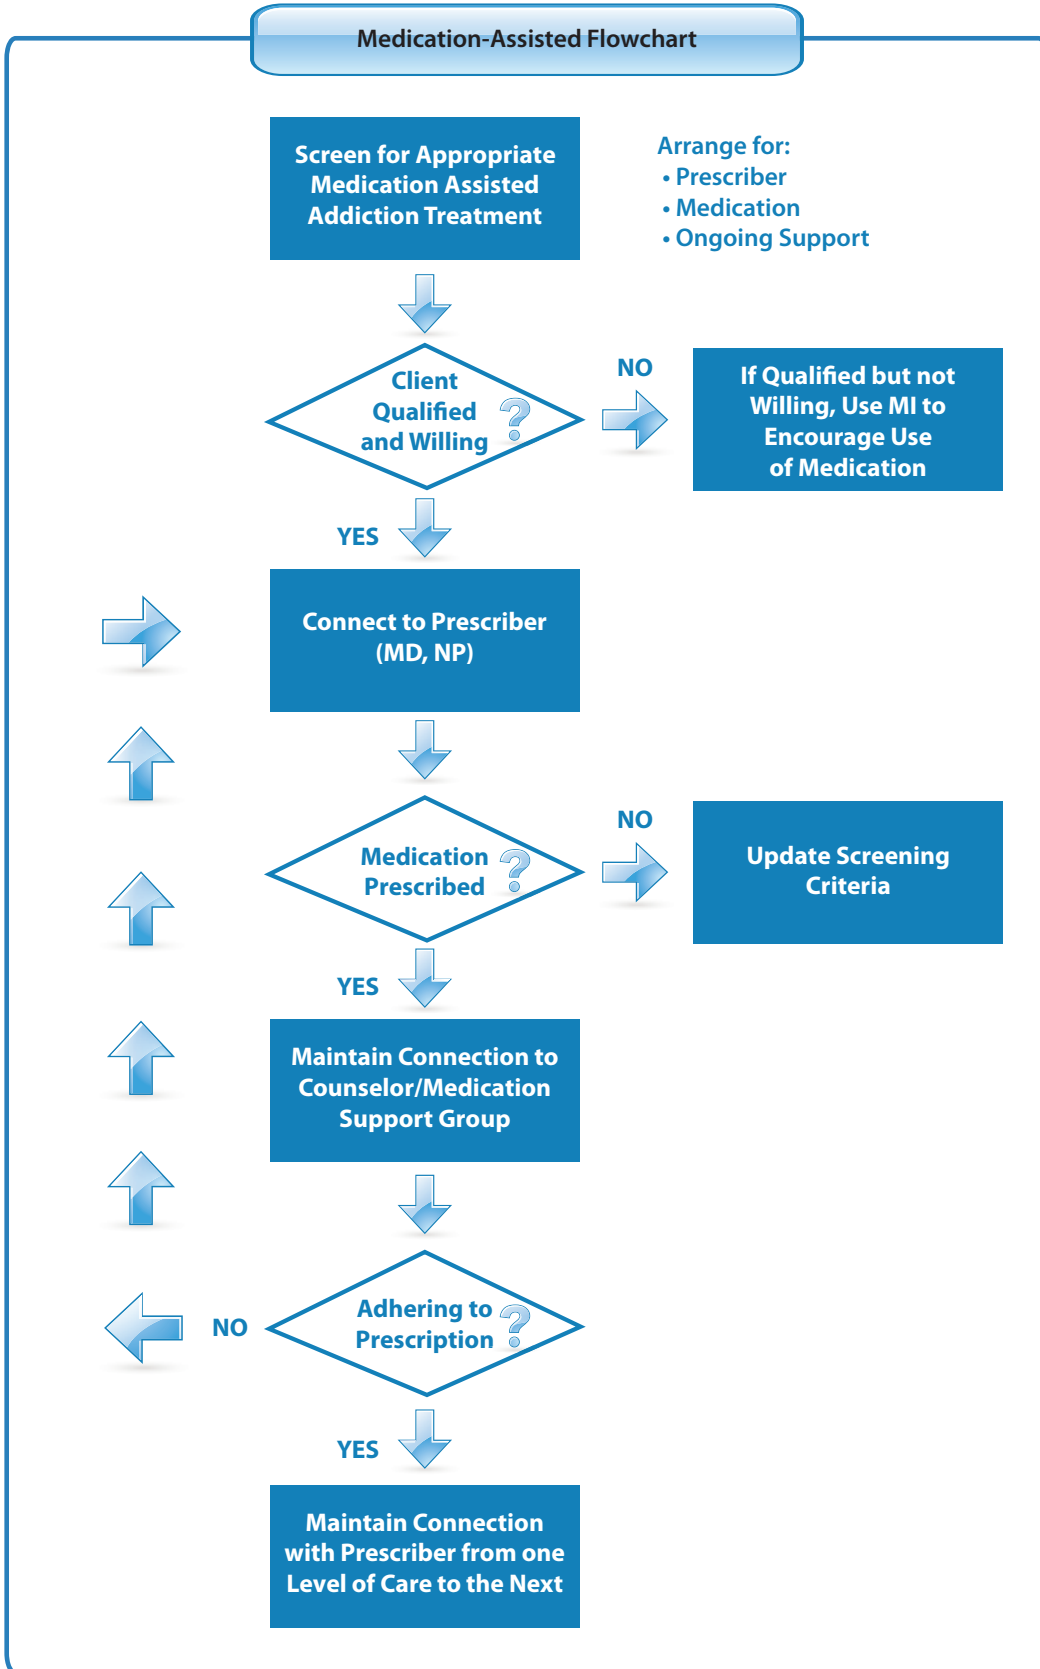 Medication-Assisted Flowchart
Screen for Appropriate
Medication Assisted
Addiction Treatment
Arrange for:
• Prescriber
• Medication
• Ongoing Support
Client
Qualified
and Willing
?
NO
If Qualified but not
Willing, Use MI to
Encourage Use
of Medication
YES
Connect to Prescriber
(MD, NP)
Medication
Prescribed
?
NO
Update Screening
Criteria
YES
Maintain Connection to
Counselor/Medication
Support Group
Adhering to
Prescription
?
NO
YES
Maintain Connection
with Prescriber from one
Level of Care to the Next